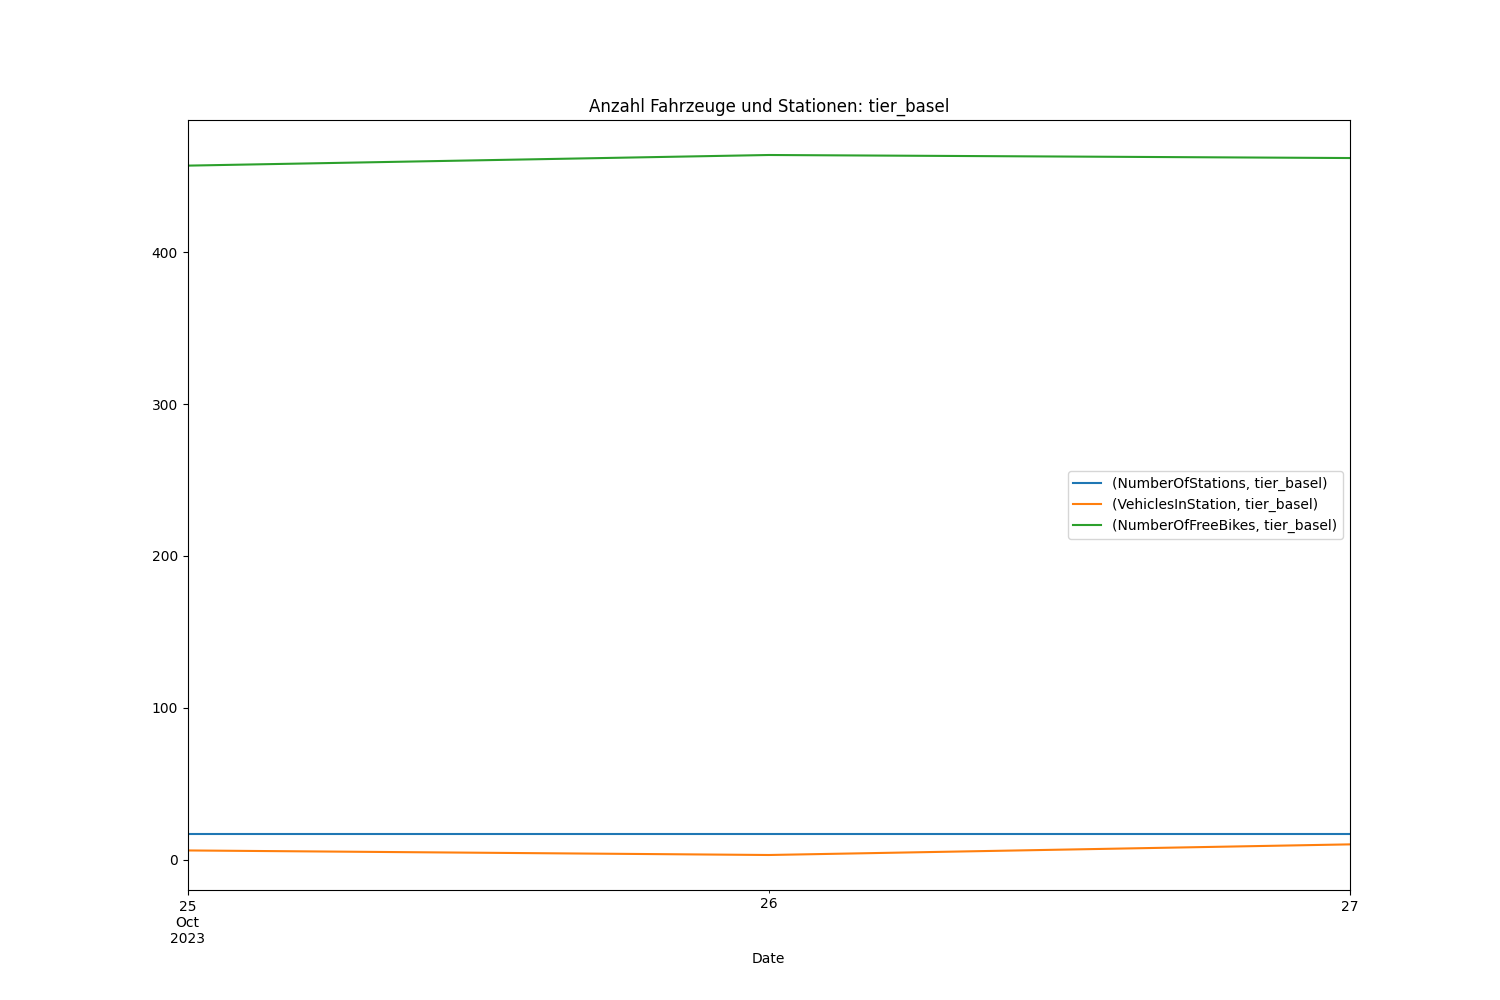 Anzahl Fahrzeuge und Stationen: tier_basel
400
300
200
100
0
(NumberOfStations, tier_basel)
(VehiclesInStation, tier_basel)
(NumberOfFreeBikes, tier_basel)
25
Oct
2023
26
27
Date